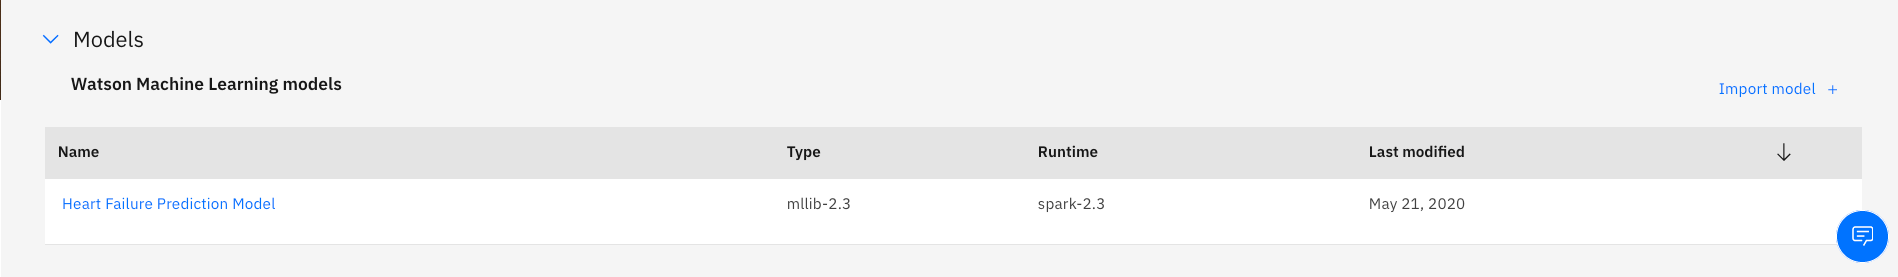 Models
Watson Machine Learning models
Import model +
Name Type Runtime Last modified
Heart Failure Prediction Model mllib-2.3 spark-2.3 May 21, 2020